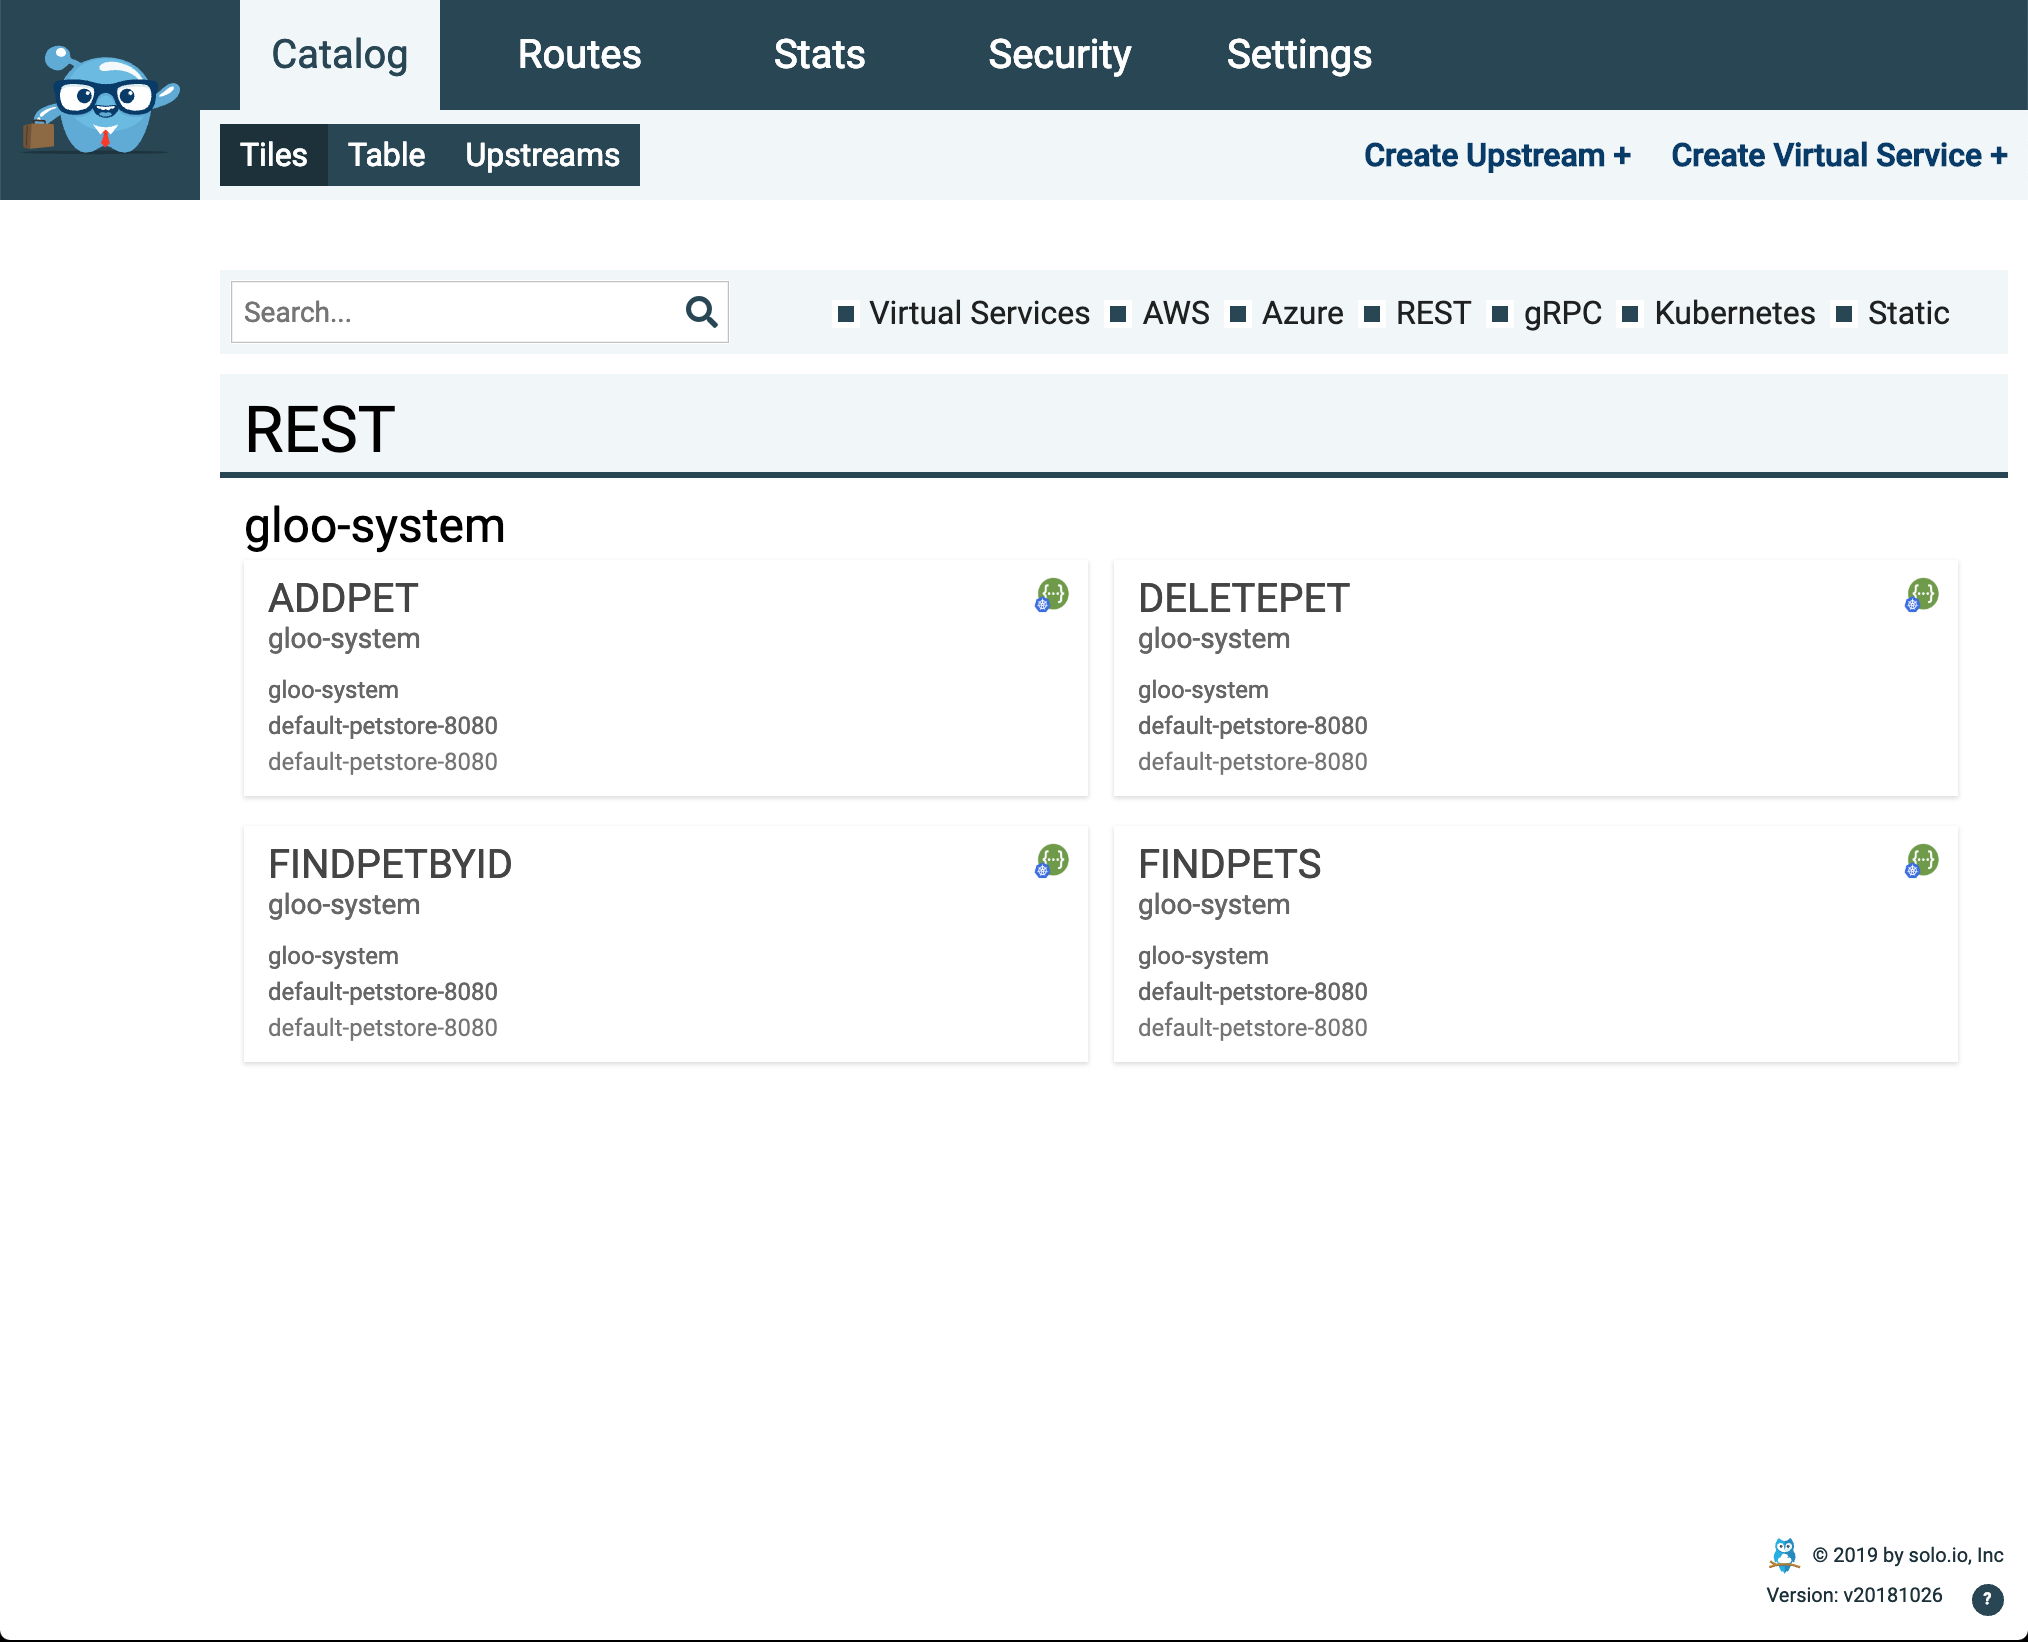 Catalog Routes Stats Security Settings
Tiles Table Upstreams Create Upstream + Create Virtual Service +
Search... Virtual Services AWS Azure REST gRPC Kubernetes Static
REST
gloo-system
ADDPET
gloo-system
gloo-system
default-petstore-8080
default-petstore-8080
DELETEPET
gloo-system
gloo-system
default-petstore-8080
default-petstore-8080
FINDPETBYID
gloo-system
gloo-system
default-petstore-8080
default-petstore-8080
FINDPETS
gloo-system
gloo-system
default-petstore-8080
default-petstore-8080
© 2019 by solo.io, Inc
Version: v20181026 ?